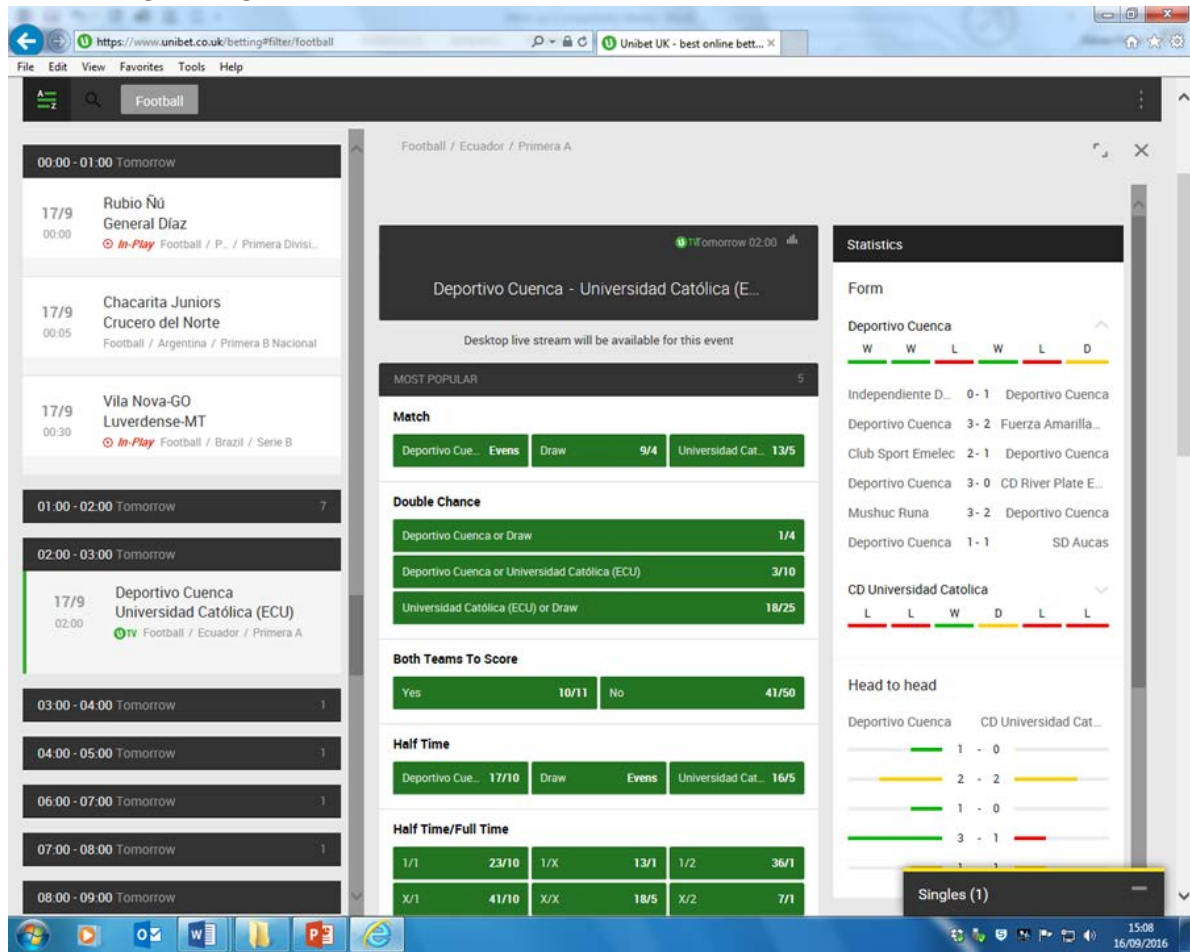 https://www.unibet.co.uk/betting#filter/football
Unibet UK - best online bett...
File Edit View Favorites Tools Help
A Z
Football
00:00 - 01:00 Tomorrow
17/9
00:00
Rubio Ñú
General Díaz
In-Play Football / P.. / Primera Divisi...
17/9
00:05
Chacarita Juniors
Crucero del Norte
Football / Argentina / Primera B Nacional
17/9
00:30
Vila Nova-GO
Luverdense-MT
In-Play Football / Brazil / Serie B
01:00 - 02:00 Tomorrow 7
02:00 - 03:00 Tomorrow
17/9
02:00
Deportivo Cuenca
Universidad Católica (ECU)
TV Football / Ecuador / Primera A
03:00 - 04:00 Tomorrow 1
04:00 - 05:00 Tomorrow 1
06:00 - 07:00 Tomorrow 1
07:00 - 08:00 Tomorrow 1
08:00 - 09:00 Tomorrow
Football / Ecuador / Primera A
TV Tomorrow 02:00
Deportivo Cuenca - Universidad Católica (E...
Desktop live stream will be available for this event
MOST POPULAR 5
Match
Deportivo Cue... Evens Draw 9/4 Universidad Cat... 13/5
Double Chance
Deportivo Cuenca or Draw 1/4
Deportivo Cuenca or Universidad Católica (ECU) 3/10
Universidad Católica (ECU) or Draw 18/25
Both Teams To Score
Yes 10/11 No 41/50
Half Time
Deportivo Cue... 17/10 Draw Evens Universidad Cat... 16/5
Half Time/Full Time
1/1 23/10 1/X 13/1 1/2 36/1
X/1 41/10 X/X 18/5 X/2 7/1
Statistics
Form
Deportivo Cuenca
W W L W L D
Independiente D... 0 - 1 Deportivo Cuenca
Deportivo Cuenca 3 - 2 Fuerza Amarilla...
Club Sport Emelec 2 - 1 Deportivo Cuenca
Deportivo Cuenca 3 - 0 CD River Plate E...
Mushuc Runa 3 - 2 Deportivo Cuenca
Deportivo Cuenca 1 - 1 SD Aucas
CD Universidad Catolica
L L W D L L
Head to head
Deportivo Cuenca CD Universidad Cat...
1 - 0
2 - 2
1 - 0
3 - 1
Singles (1)
15:08
16/09/2016